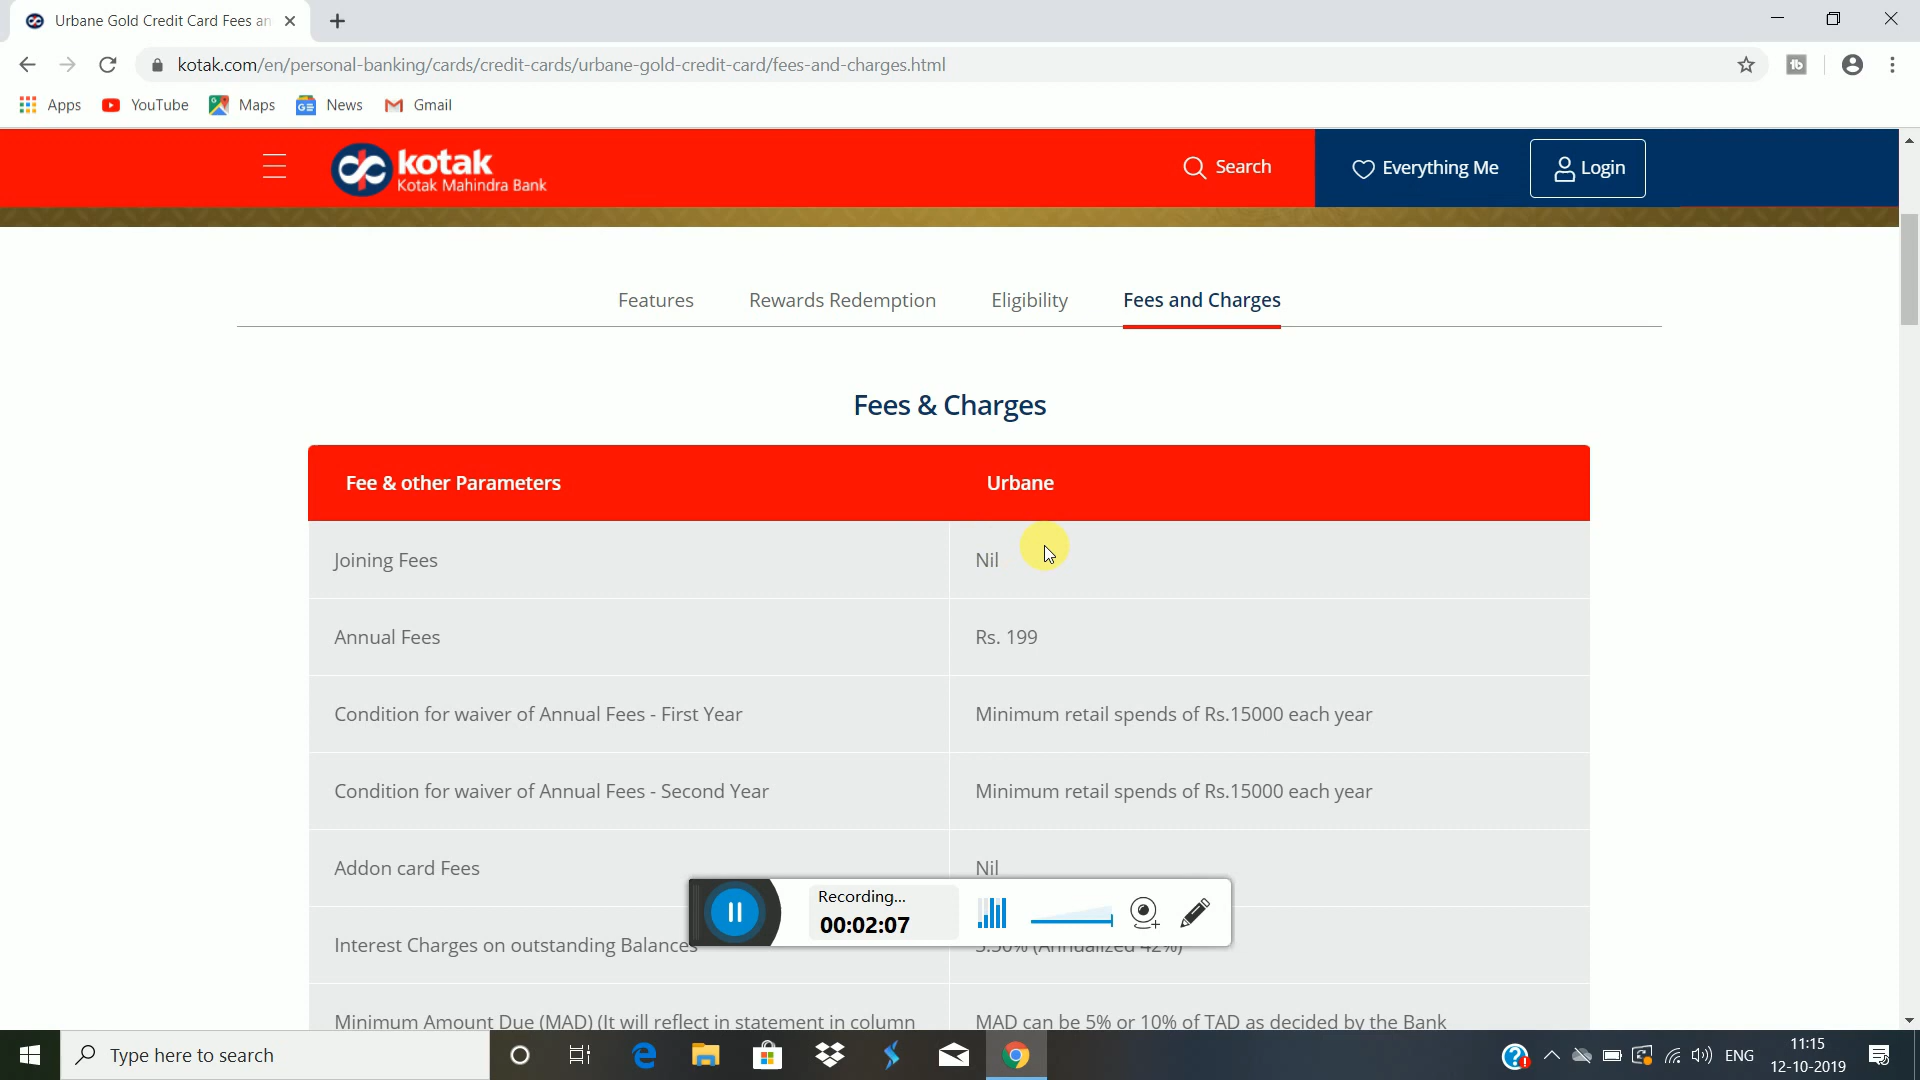 Urbane Gold Credit Card Fees an
kotak.com/en/personal-banking/cards/credit-cards/urbane-gold-credit-card/fees-and-charges.html
Apps YouTube Maps News Gmail
kotak
Kotak Mahindra Bank
Search Everything Me Login
Features Rewards Redemption Eligibility Fees and Charges
Fees & Charges
Fee & other Parameters Urbane
Joining Fees Nil
Annual Fees Rs. 199
Condition for waiver of Annual Fees - First Year Minimum retail spends of Rs.15000 each year
Condition for waiver of Annual Fees - Second Year Minimum retail spends of Rs.15000 each year
Addon card Fees Nil
Recording...
00:02:07
Interest Charges on outstanding Balances 3.50% (Annualized 42%)
Minimum Amount Due (MAD) (It will reflect in statement in column MAD can be 5% or 10% of TAD as decided by the Bank
Type here to search ENG 11:15
12-10-2019